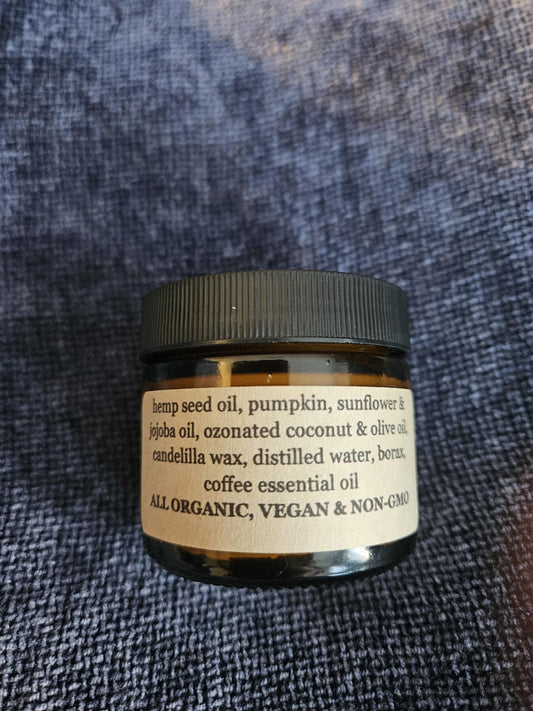 hemp seed oil, pumpkin, sunflower &
jojoba oil, ozonated coconut & olive oil,
candelilla wax, distilled water, borax,
coffee essential oil
ALL ORGANIC, VEGAN & NON-GMO